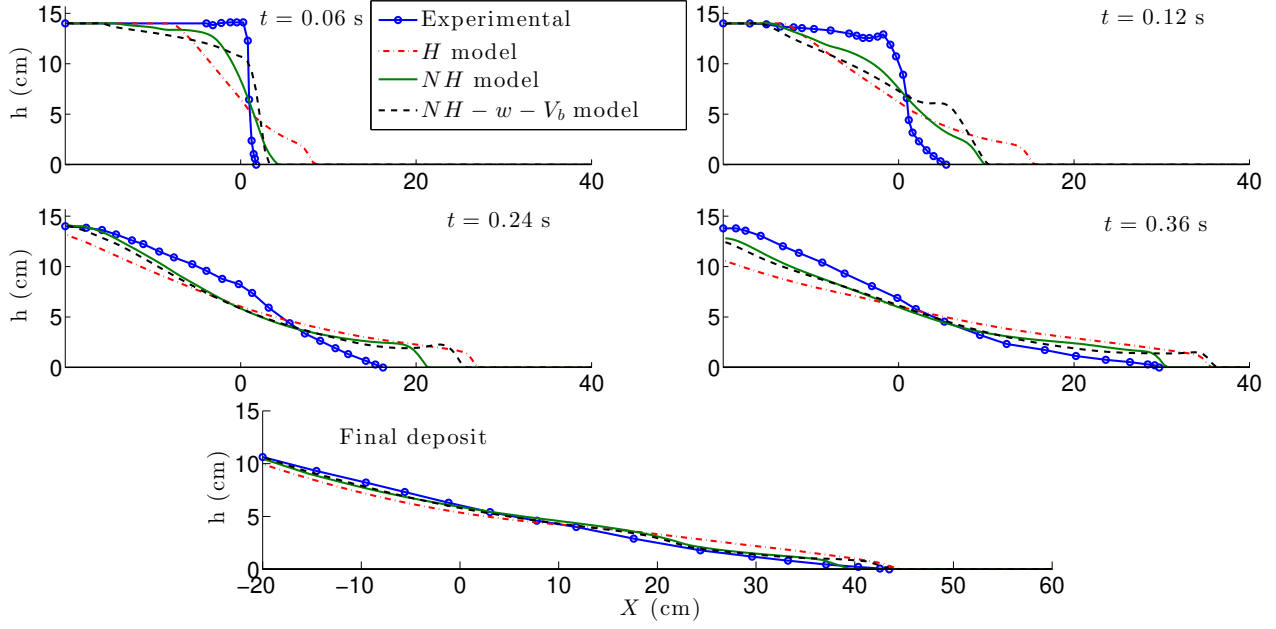 t = 0.06 s
Experimental
H model
NH model
NH − w − V_b model
t = 0.12 s
15
10
5
0
h (cm)
0
20
40
15
10
5
0
h (cm)
0
20
40
t = 0.24 s
15
10
5
0
h (cm)
0
20
40
t = 0.36 s
15
10
5
0
h (cm)
0
20
40
Final deposit
15
10
5
0
h (cm)
−20
−10
0
10
20
30
40
50
60
X (cm)